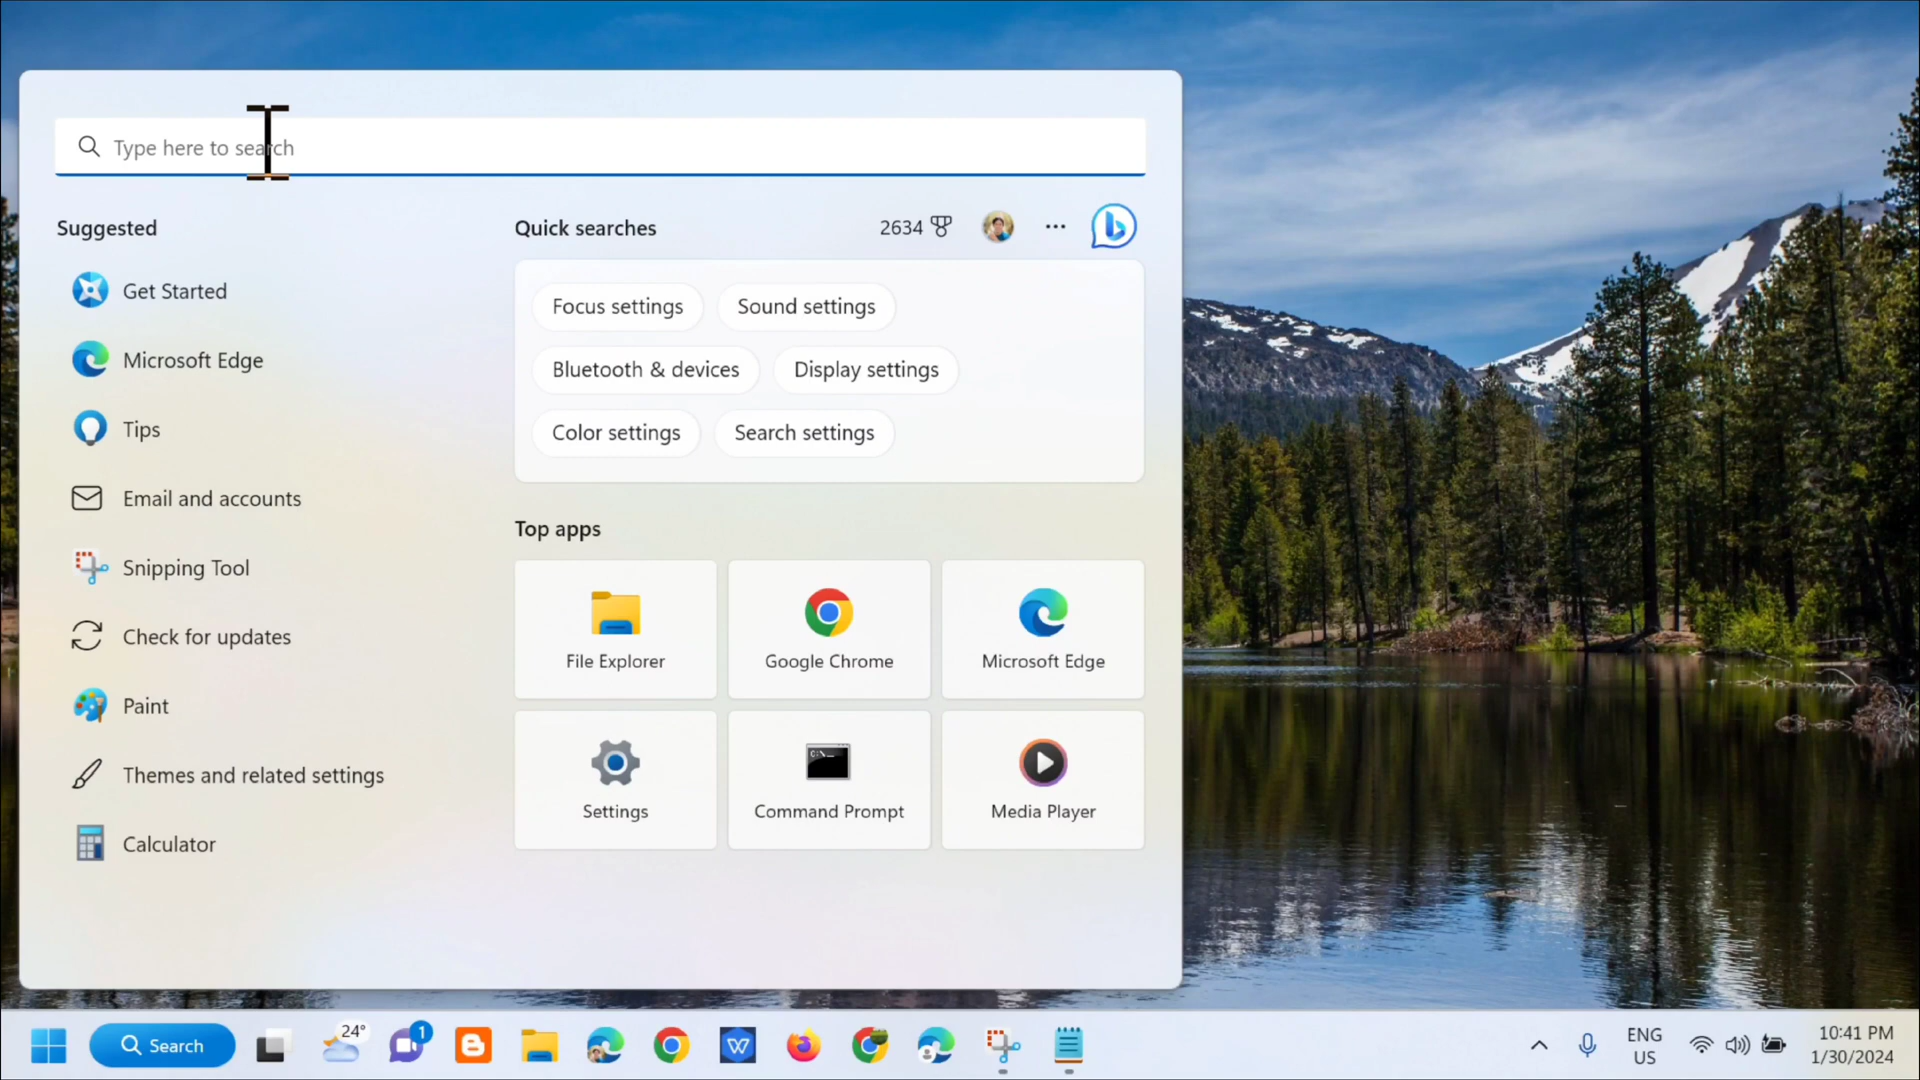 Type here to search
Suggested
Quick searches
2634
Get Started
Microsoft Edge
Tips
Email and accounts
Snipping Tool
Check for updates
Paint
Themes and related settings
Calculator
Focus settings
Sound settings
Bluetooth & devices
Display settings
Color settings
Search settings
Top apps
File Explorer
Google Chrome
Microsoft Edge
Settings
Command Prompt
Media Player
Search
24°
1
ENG
US
10:41 PM
1/30/2024